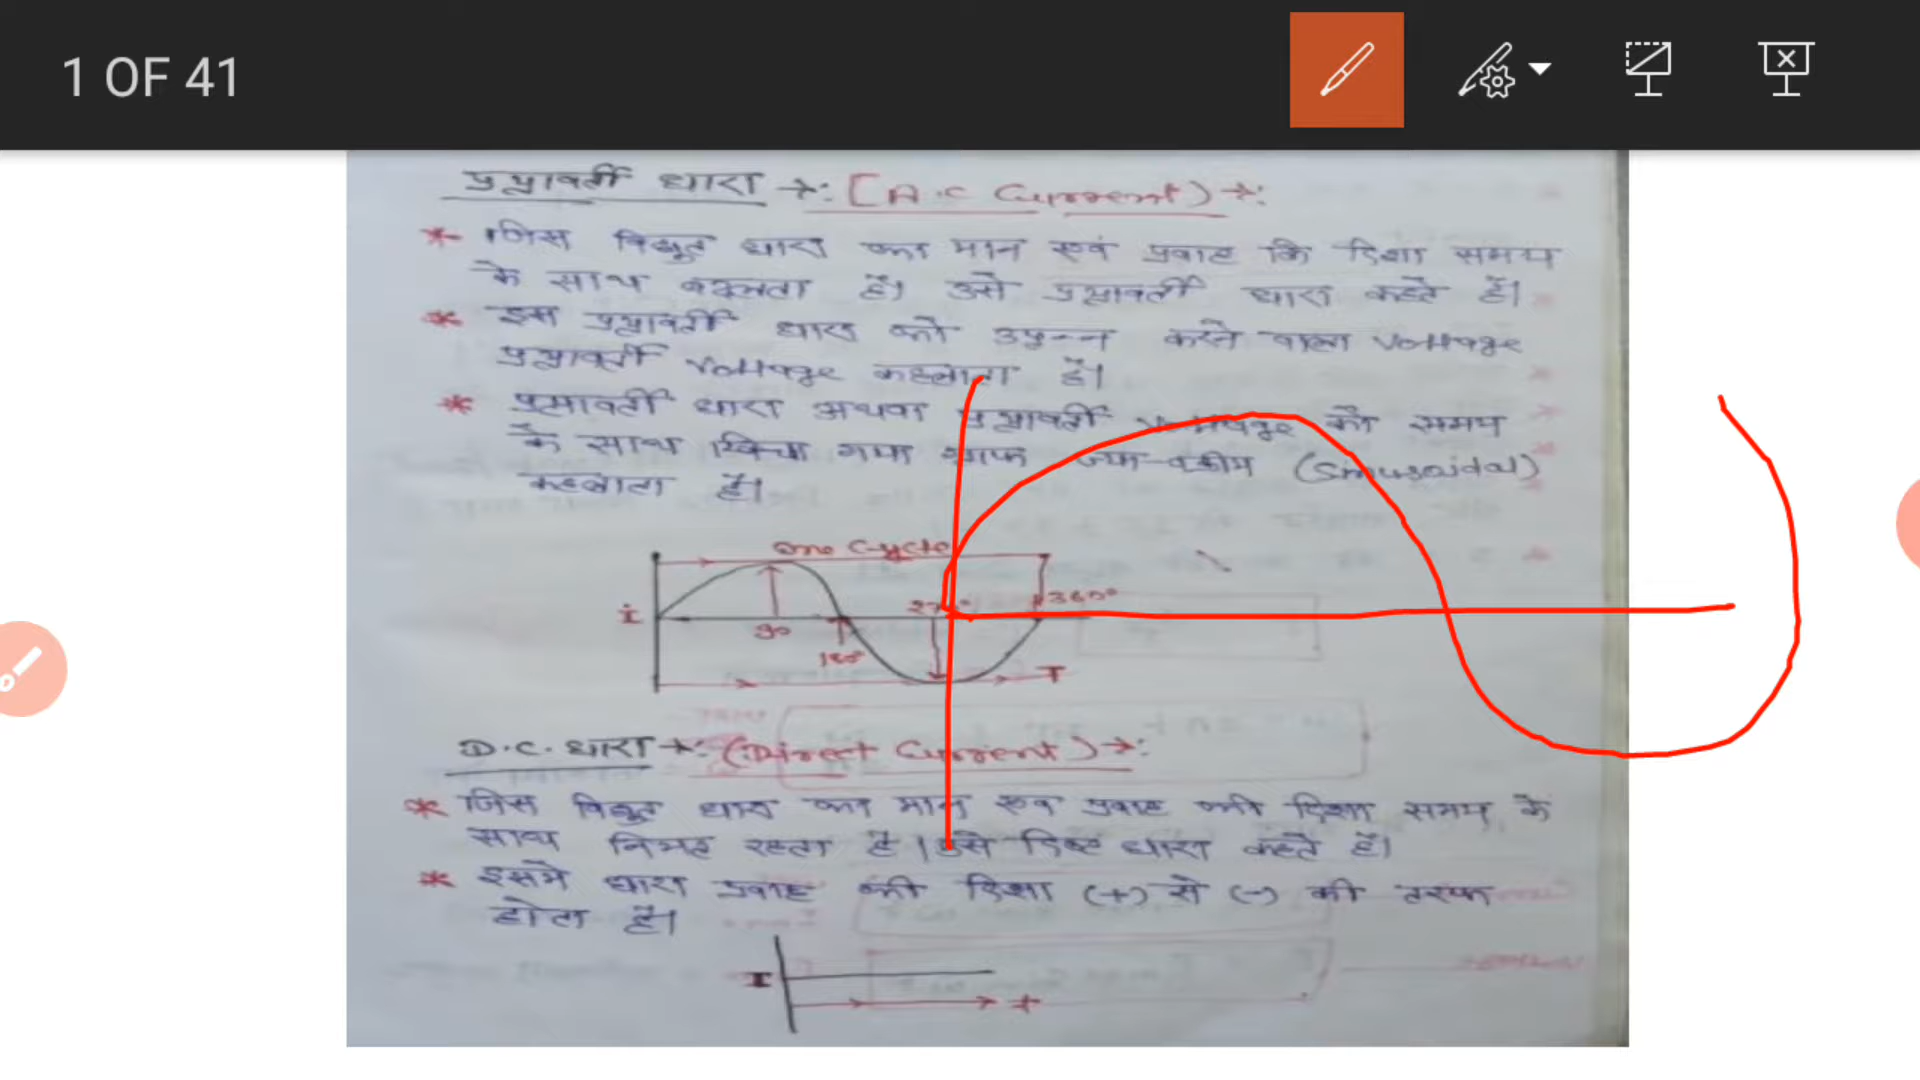 1 OF 41
प्रत्यावर्ती धारा →: [A.C Current) →:
* जिस विद्युत धारा का मान एवं प्रवाह कि दिशा समय
के साथ बदलता है। उसे प्रत्यावर्ती धारा कहते हैं।
* इस प्रत्यावर्ती धारा को उत्पन्न करने वाला Voltage
प्रत्यावर्ती Voltage कहलाता है।
* प्रत्यावर्ती धारा अथवा प्रत्यावर्ती Voltage को समय
के साथ खिंचा गया ग्राफ ज्या-वक्रीय (Sinusoidal)
कहलाता है।
One Cycle
i
90
180°
360°
T
D.C. धारा →: (Direct Current) →:
* जिस विद्युत धारा का मान एवं प्रवाह की दिशा समय के
साथ नियत रहता है। उसे दिष्ट धारा कहते हैं।
* इसमे धारा प्रवाह की दिशा (+) से (-) की तरफ
होता है।
I
t